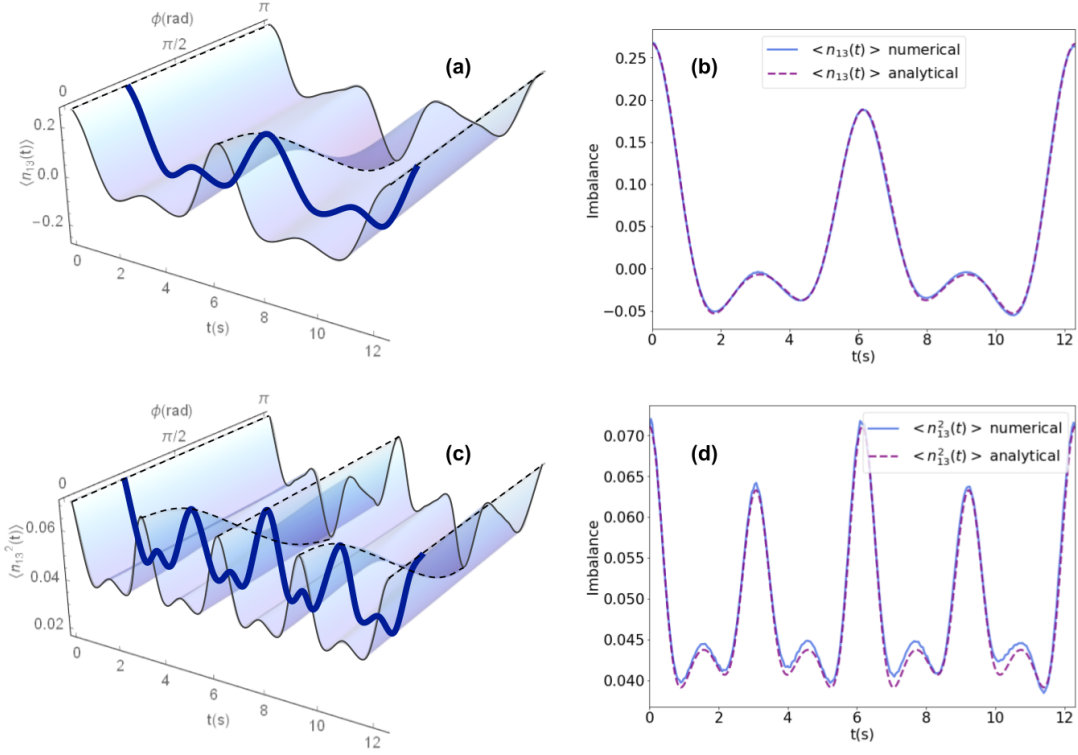 (a)
ϕ(rad)
π
π/2
0
0.2
0.0
−0.2
⟨n13(t)⟩
0
2
4
6
8
10
12
t(s)
(b)
< n13(t) > numerical
< n13(t) > analytical
Imbalance
0.25
0.20
0.15
0.10
0.05
0.00
−0.05
0 2 4 6 8 10 12
t(s)
(c)
ϕ(rad)
π
π/2
0
0.06
0.04
0.02
⟨n13²(t)⟩
0
2
4
6
8
10
12
t(s)
(d)
< n²13(t) > numerical
< n²13(t) > analytical
Imbalance
0.070
0.065
0.060
0.055
0.050
0.045
0.040
0 2 4 6 8 10 12
t(s)